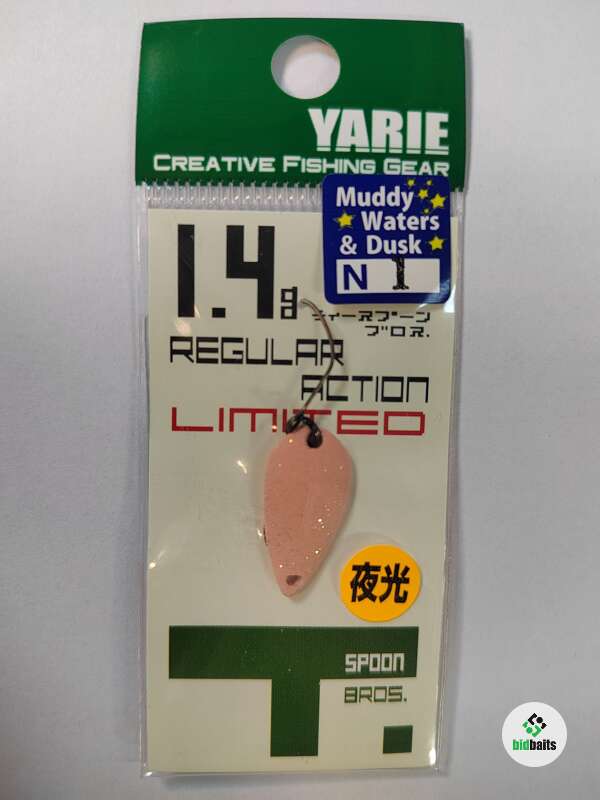 YARIE
CREATIVE FISHING GEAR
Muddy
Waters
& Dusk
N 1
1.4g
ティースプーン
ブロス.
REGULAR
ACTION
LIMITED
夜光
T.
SPOON
BROS.
bidbaits